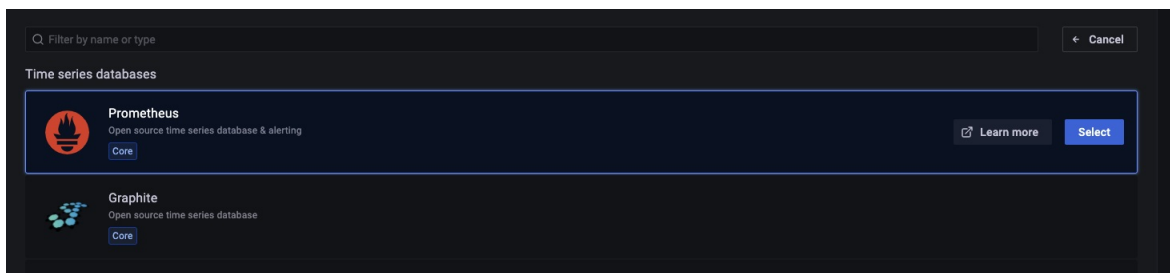 Filter by name or type
Cancel
Time series databases
Prometheus
Open source time series database & alerting
Core
Learn more
Select
Graphite
Open source time series database
Core